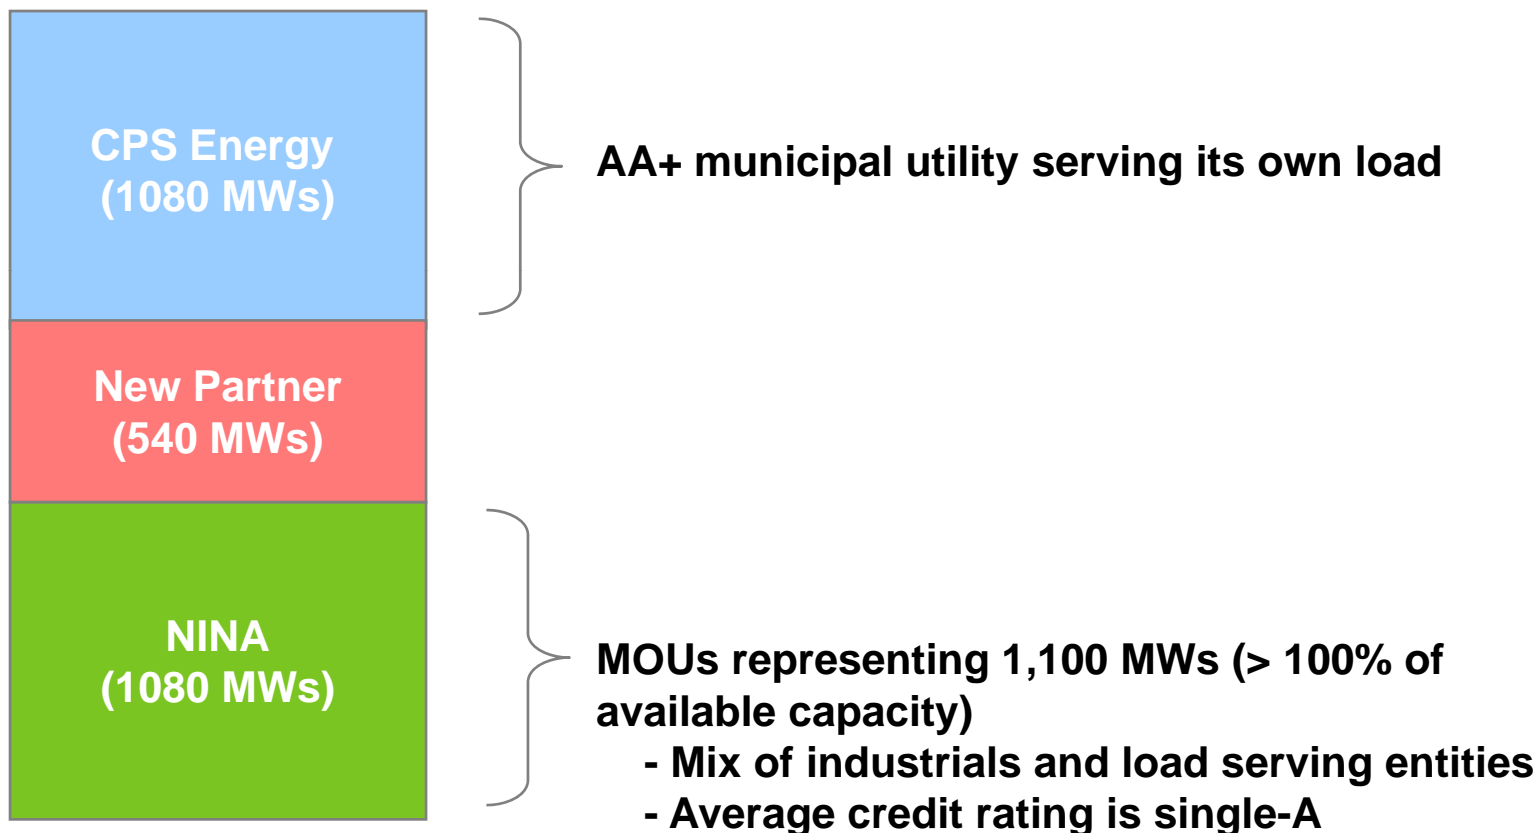 CPS Energy
(1080 MWs)
AA+ municipal utility serving its own load
New Partner
(540 MWs)
NINA
(1080 MWs)
MOUs representing 1,100 MWs (> 100% of
available capacity)
- Mix of industrials and load serving entities
- Average credit rating is single-A